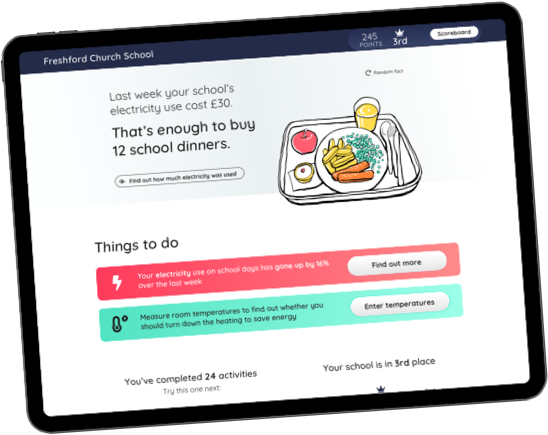 Freshford Church School
245
POINTS
3rd
Scoreboard
Random fact
Last week your school's
electricity use cost £30.
That's enough to buy
12 school dinners.
Find out how much electricity was used
Things to do
Your electricity use on school days has gone up by 16%
over the last week
Find out more
Measure room temperatures to find out whether you
should turn down the heating to save energy
Enter temperatures
You've completed 24 activities
Try this one next:
Your school is in 3rd place